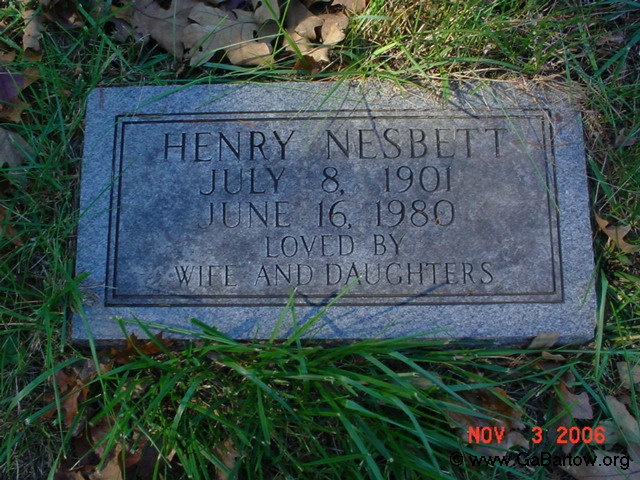 HENRY NESBETT
JULY 8, 1901
JUNE 16, 1980
LOVED BY
WIFE AND DAUGHTERS
NOV 3 2006
© www.GaBartow.org